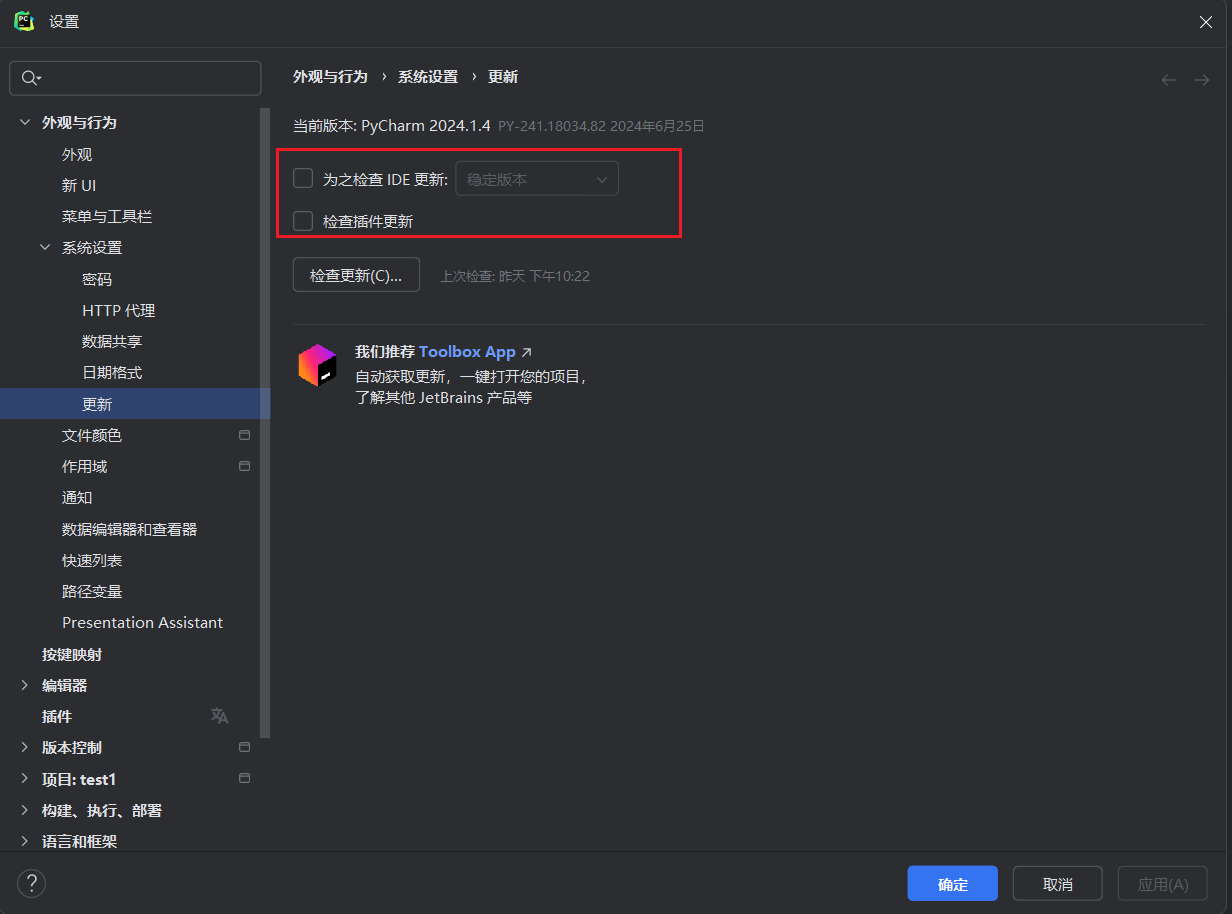 设置
外观与行为
外观
新 UI
菜单与工具栏
系统设置
密码
HTTP 代理
数据共享
日期格式
更新
文件颜色
作用域
通知
数据编辑器和查看器
快速列表
路径变量
Presentation Assistant
按键映射
编辑器
插件
版本控制
项目: test1
构建、执行、部署
语言和框架
外观与行为 › 系统设置 › 更新
当前版本: PyCharm 2024.1.4 PY-241.18034.82 2024年6月25日
为之检查 IDE 更新: 稳定版本
检查插件更新
检查更新(C)... 上次检查: 昨天 下午10:22
我们推荐 Toolbox App ↗
自动获取更新，一键打开您的项目，
了解其他 JetBrains 产品等
? 确定 取消 应用(A)